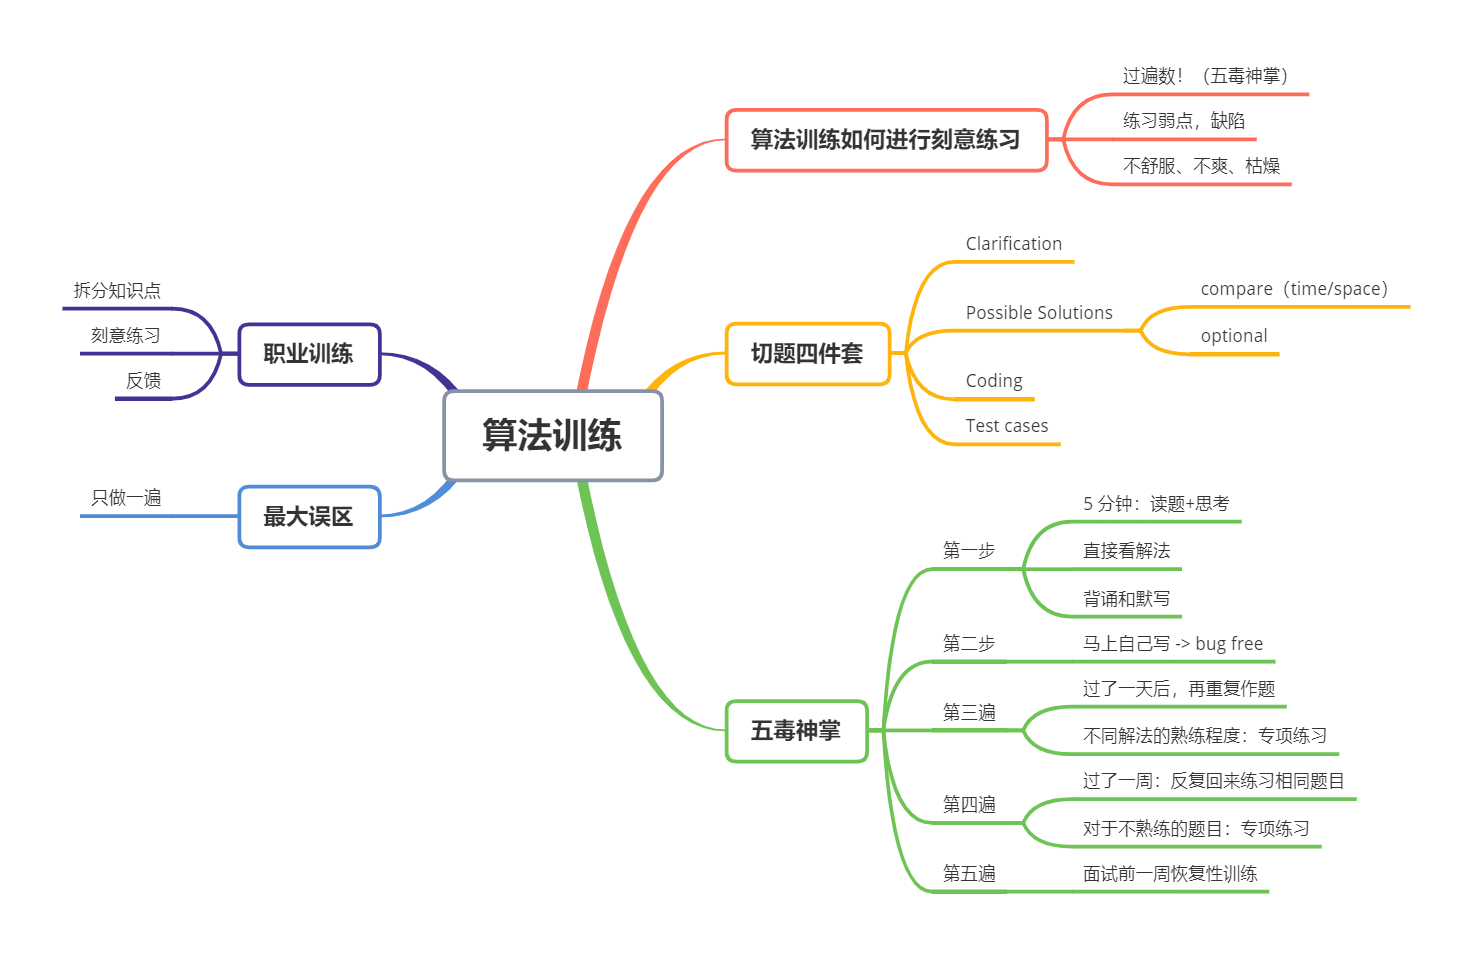 算法训练
算法训练如何进行刻意练习
过遍数！（五毒神掌）
练习弱点，缺陷
不舒服、不爽、枯燥
切题四件套
Clarification
Possible Solutions
compare（time/space）
optional
Coding
Test cases
五毒神掌
第一步
5 分钟：读题+思考
直接看解法
背诵和默写
第二步
马上自己写 -> bug free
第三遍
过了一天后，再重复作题
不同解法的熟练程度：专项练习
第四遍
过了一周：反复回来练习相同题目
对于不熟练的题目：专项练习
第五遍
面试前一周恢复性训练
职业训练
拆分知识点
刻意练习
反馈
最大误区
只做一遍